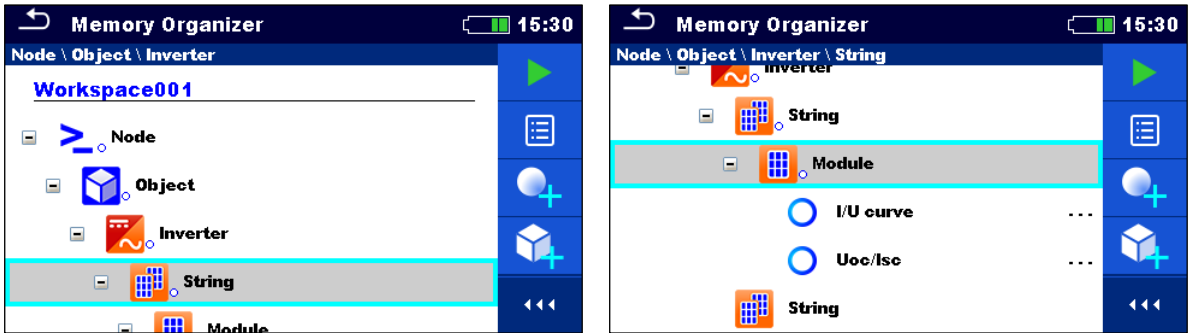 Memory Organizer 15:30
Node \ Object \ Inverter
Workspace001
Node
Object
Inverter
String
Module
Memory Organizer 15:30
Node \ Object \ Inverter \ String
Inverter
String
Module
I/U curve ...
Uoc/Isc ...
String